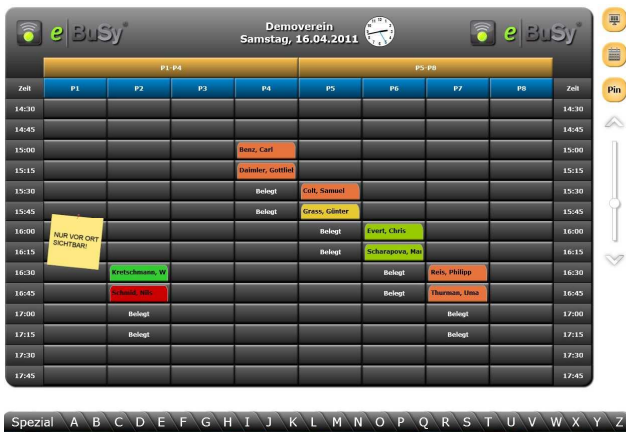 e BuSy
Demoverein
Samstag, 16.04.2011
e BuSy
P1-P4 P5-P8
Zeit P1 P2 P3 P4 P5 P6 P7 P8 Zeit
Pin
14:30 14:30
14:45 14:45
15:00 Benz, Carl 15:00
15:15 Daimler, Gottliel 15:15
15:30 Belegt Colt, Samuel 15:30
15:45 Belegt Grass, Günter 15:45
16:00 Belegt Evert, Chris 16:00
NUR VOR ORT
SICHTBAR!
16:15 Belegt Scharapova, Mar 16:15
16:30 Kretschmann, W Belegt Reis, Philipp 16:30
16:45 Schmid, Nils Belegt Thurman, Uma 16:45
17:00 Belegt Belegt 17:00
17:15 Belegt Belegt 17:15
17:30 17:30
17:45 17:45
Spezial A B C D E F G H I J K L M N O P Q R S T U V W X Y Z